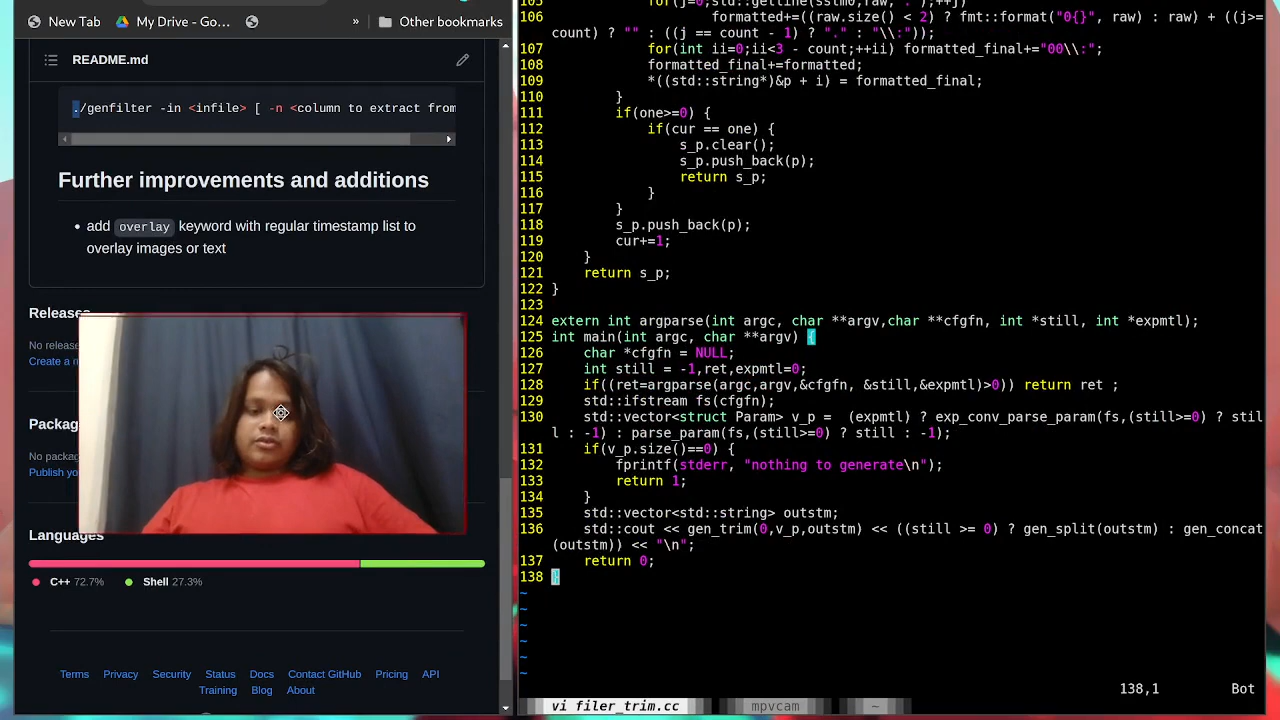 New Tab
My Drive - Go...
»
Other bookmarks
README.md
./genfilter -in <infile> [ -n <column to extract from
Further improvements and additions
add overlay keyword with regular timestamp list to
overlay images or text
Releases
No releas
Create a n
Packag
No packag
Publish yo
Languages
C++ 72.7%
Shell 27.3%
Terms Privacy Security Status Docs Contact GitHub Pricing API
Training Blog About
106 formatted+=((raw.size() < 2) ? fmt::format("0{}", raw) : raw) + ((j>=
count) ? "" : ((j == count - 1) ? "." : "\\:"));
107 for(int ii=0;ii<3 - count;++ii) formatted_final+="00\\:";
108 formatted_final+=formatted;
109 *((std::string*)&p + i) = formatted_final;
110 }
111 if(one>=0) {
112 if(cur == one) {
113 s_p.clear();
114 s_p.push_back(p);
115 return s_p;
116 }
117 }
118 s_p.push_back(p);
119 cur+=1;
120 }
121 return s_p;
122 }
123
124 extern int argparse(int argc, char **argv,char **cfgfn, int *still, int *expmtl);
125 int main(int argc, char **argv) {
126 char *cfgfn = NULL;
127 int still = -1,ret,expmtl=0;
128 if((ret=argparse(argc,argv,&cfgfn, &still,&expmtl)>0)) return ret ;
129 std::ifstream fs(cfgfn);
130 std::vector<struct Param> v_p = (expmtl) ? exp_conv_parse_param(fs,(still>=0) ? stil
l : -1) : parse_param(fs,(still>=0) ? still : -1);
131 if(v_p.size()==0) {
132 fprintf(stderr, "nothing to generate\n");
133 return 1;
134 }
135 std::vector<std::string> outstm;
136 std::cout << gen_trim(0,v_p,outstm) << ((still >= 0) ? gen_split(outstm) : gen_concat
(outstm)) << "\n";
137 return 0;
138 }
~
~
~
~
~
~
138,1 Bot
vi filer_trim.cc mpvcam ~